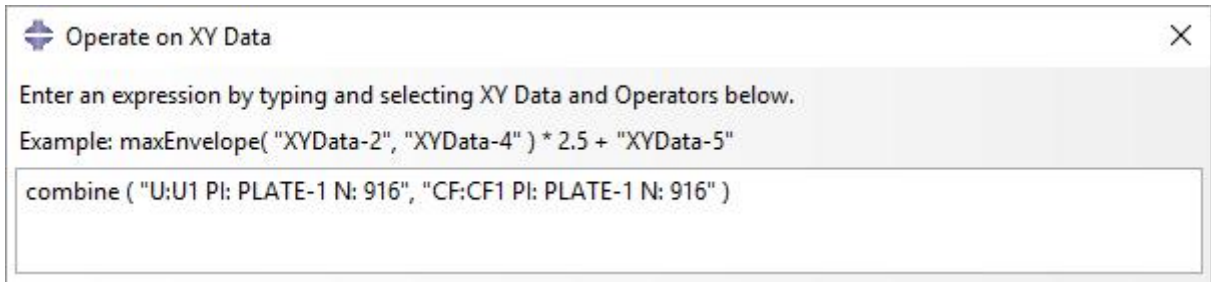 Operate on XY Data
Enter an expression by typing and selecting XY Data and Operators below.
Example: maxEnvelope( "XYData-2", "XYData-4" ) * 2.5 + "XYData-5"
combine ( "U:U1 PI: PLATE-1 N: 916", "CF:CF1 PI: PLATE-1 N: 916" )